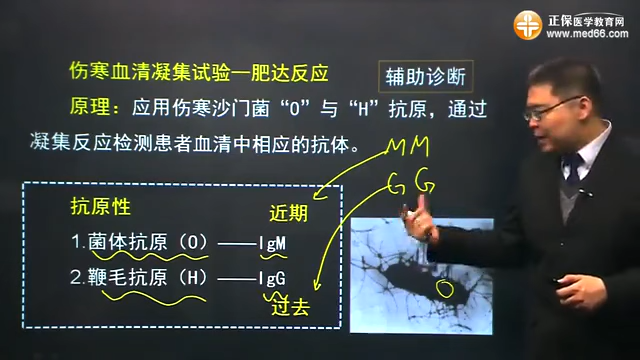 正保医学教育网
www.med66.com
伤寒血清凝集试验—肥达反应
辅助诊断
原理：应用伤寒沙门菌“O”与“H”抗原，通过
凝集反应检测患者血清中相应的抗体。
M M
G G
抗原性
近期
1.菌体抗原（O）——IgM
2.鞭毛抗原（H）——IgG
过去